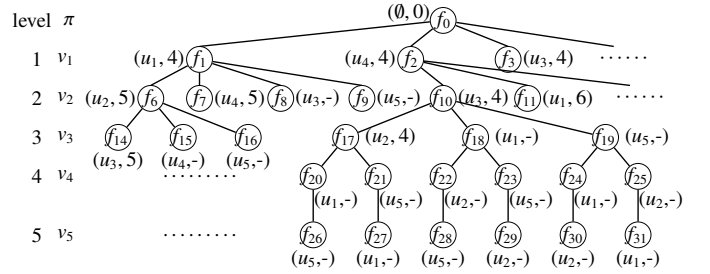 level π (∅, 0) f₀
1 v₁ (u₁, 4) f₁ (u₄, 4) f₂ f₃ (u₃, 4) ······
2 v₂ (u₂, 5) f₆ f₇ (u₄, 5) f₈ (u₃,-) f₉ (u₅,-) f₁₀ (u₃, 4) f₁₁ (u₁, 6) ······
3 v₃ f₁₄ f₁₅ f₁₆ f₁₇ (u₂, 4) f₁₈ (u₁,-) f₁₉ (u₅,-)
(u₃, 5) (u₄,-) (u₅,-)
4 v₄ ········· f₂₀ f₂₁ f₂₂ f₂₃ f₂₄ f₂₅
(u₁,-) (u₅,-) (u₂,-) (u₅,-) (u₁,-) (u₂,-)
5 v₅ ········· f₂₆ f₂₇ f₂₈ f₂₉ f₃₀ f₃₁
(u₅,-) (u₁,-) (u₅,-) (u₂,-) (u₂,-) (u₁,-)